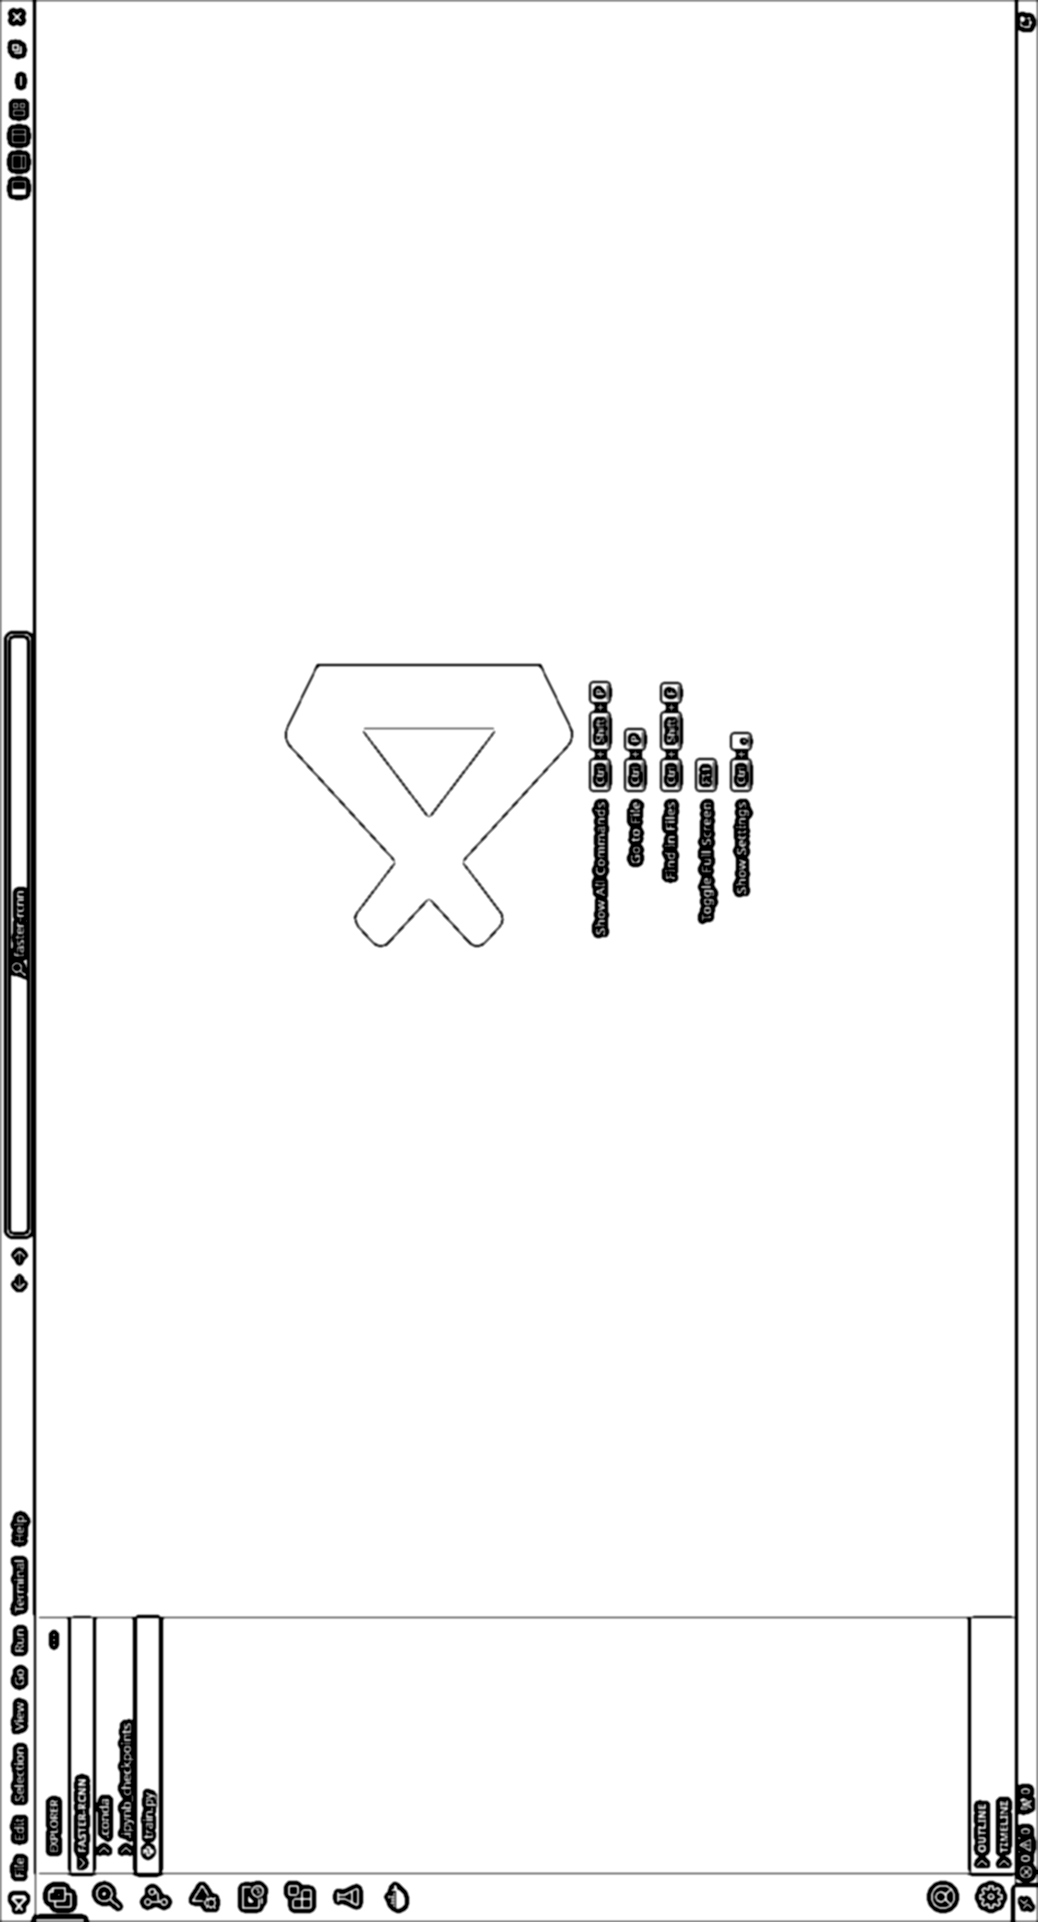 File Edit Selection View Go Run Terminal Help
faster-rcnn
EXPLORER
FASTER-RCNN
.conda
.ipynb_checkpoints
train.py
OUTLINE
TIMELINE
Show All Commands Ctrl + Shift + P
Go to File Ctrl + P
Find in Files Ctrl + Shift + F
Toggle Full Screen F11
Show Settings Ctrl + ,
0 0 0